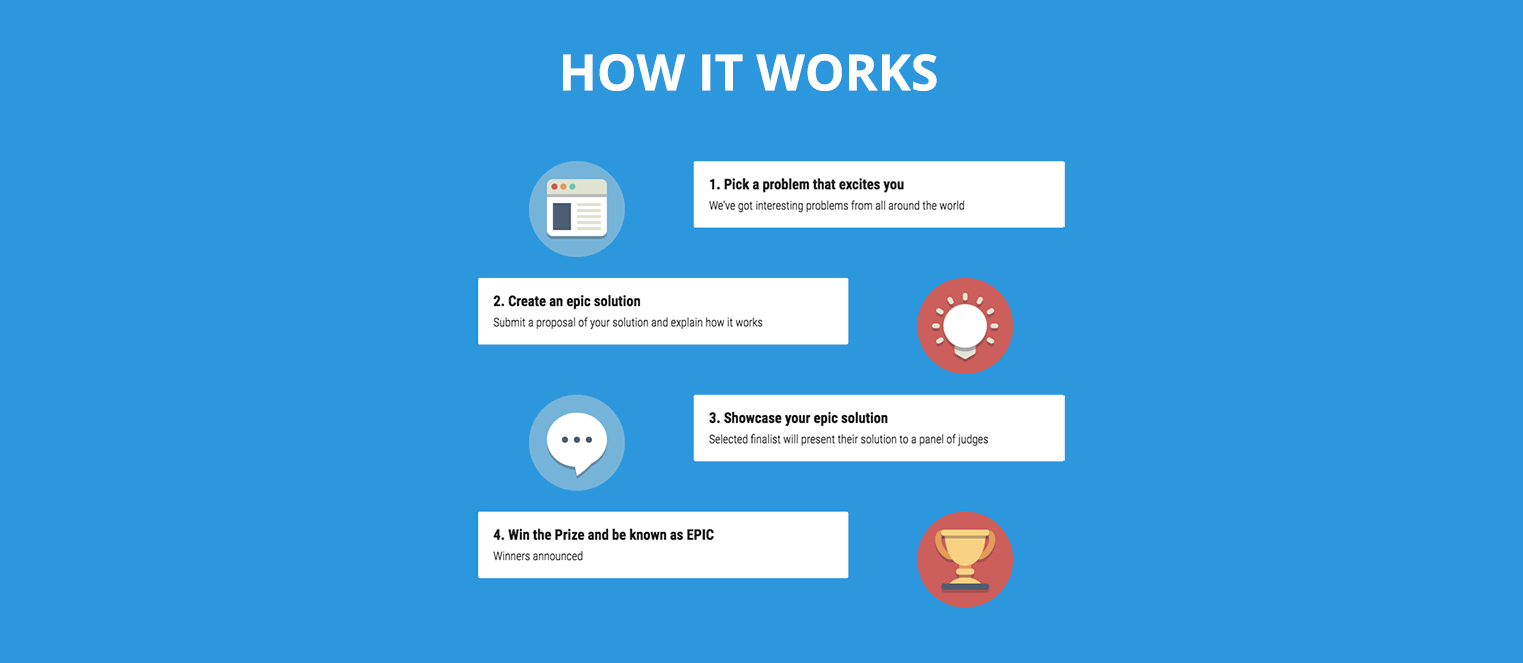 HOW IT WORKS
1. Pick a problem that excites you
We've got interesting problems from all around the world
2. Create an epic solution
Submit a proposal of your solution and explain how it works
3. Showcase your epic solution
Selected finalist will present their solution to a panel of judges
4. Win the Prize and be known as EPIC
Winners announced